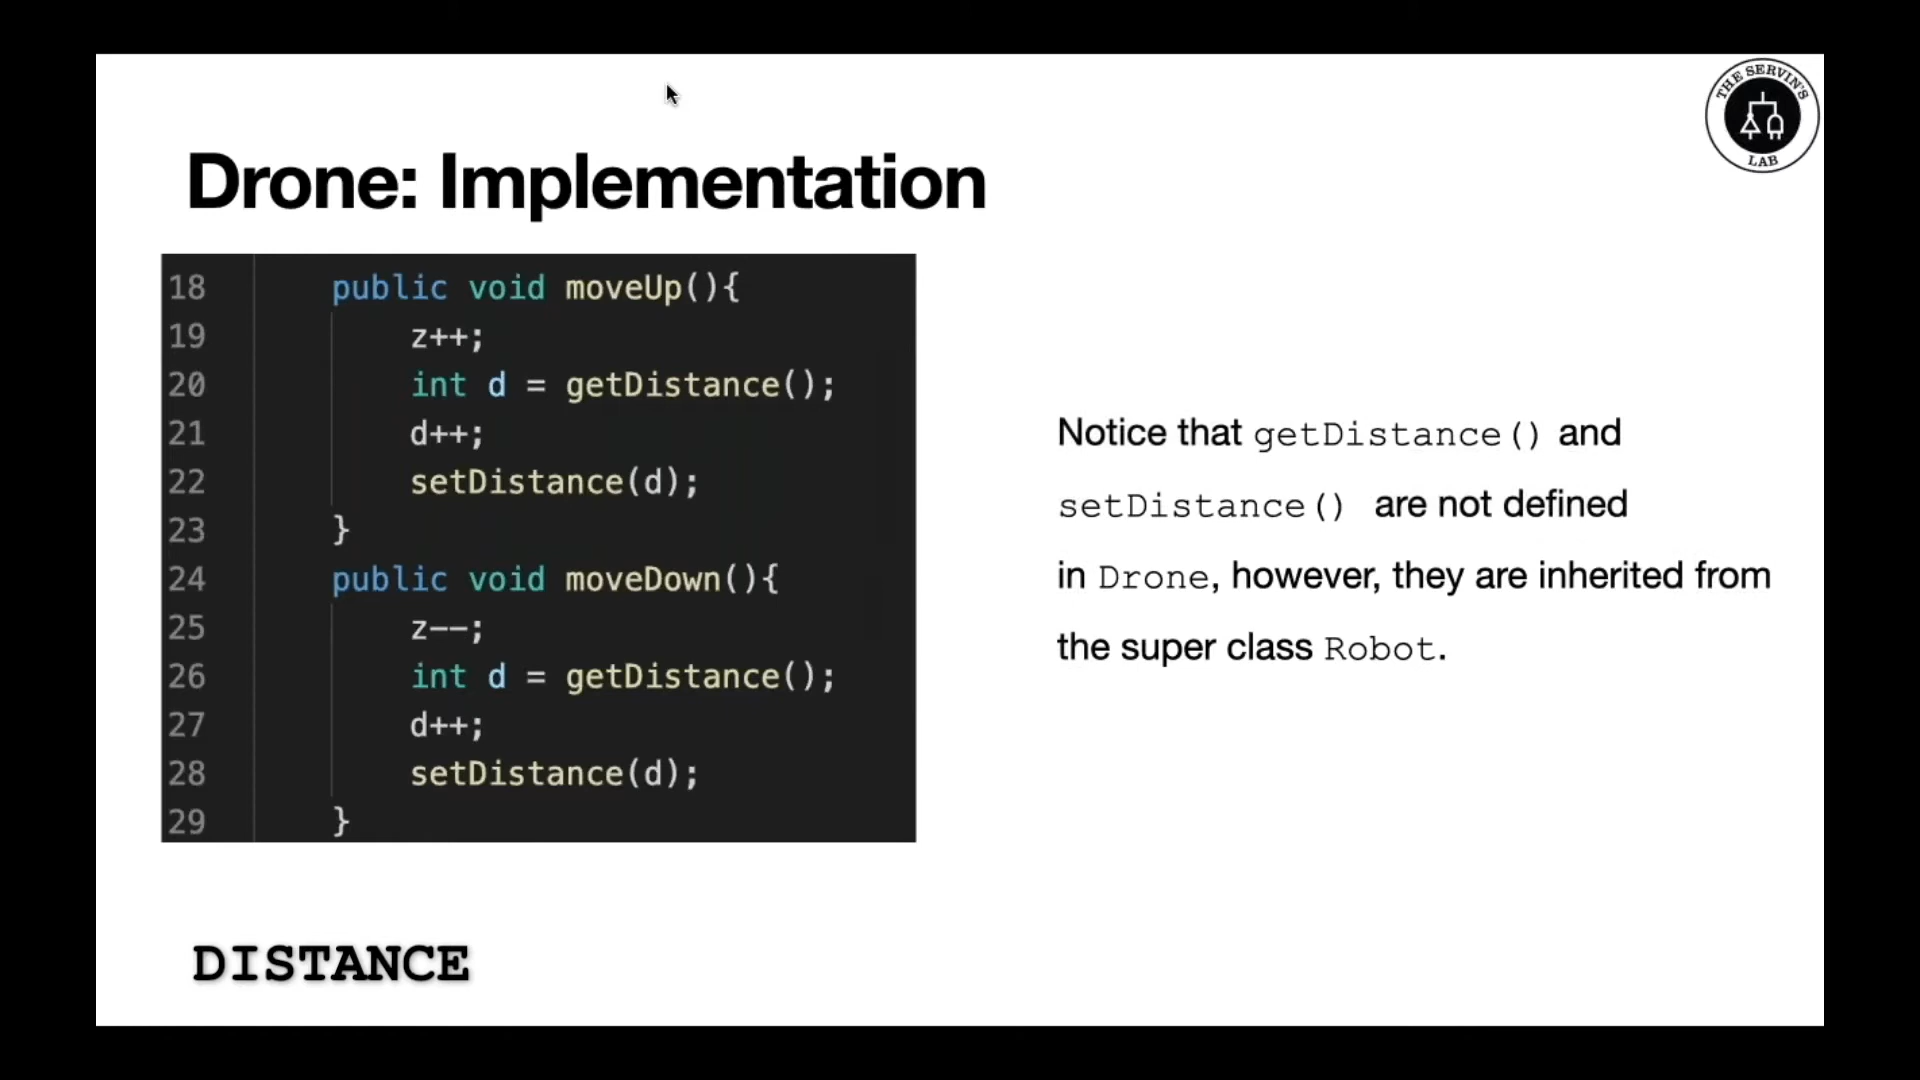 THE SERVIN'S
LAB
Drone: Implementation
18 public void moveUp(){
19 z++;
20 int d = getDistance();
21 d++;
22 setDistance(d);
23 }
24 public void moveDown(){
25 z--;
26 int d = getDistance();
27 d++;
28 setDistance(d);
29 }
Notice that getDistance() and
setDistance() are not defined
in Drone, however, they are inherited from
the super class Robot.
DISTANCE